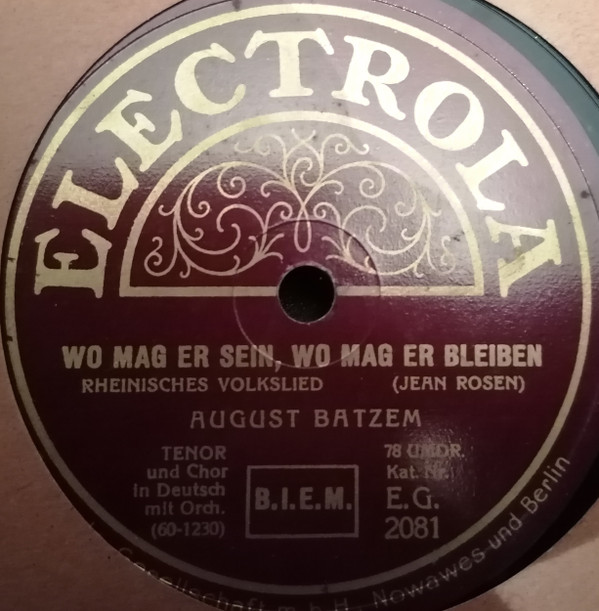 ELECTROLA
WO MAG ER SEIN, WO MAG ER BLEIBEN
RHEINISCHES VOLKSLIED (JEAN ROSEN)
AUGUST BATZEM
TENOR
und Chor
in Deutsch
mit Orch.
(60-1230)
B.I.E.M.
78 UMDR.
Kat. Nr.
E.G.
2081
Gesellschaft m.b.H. Nowawes und Berlin